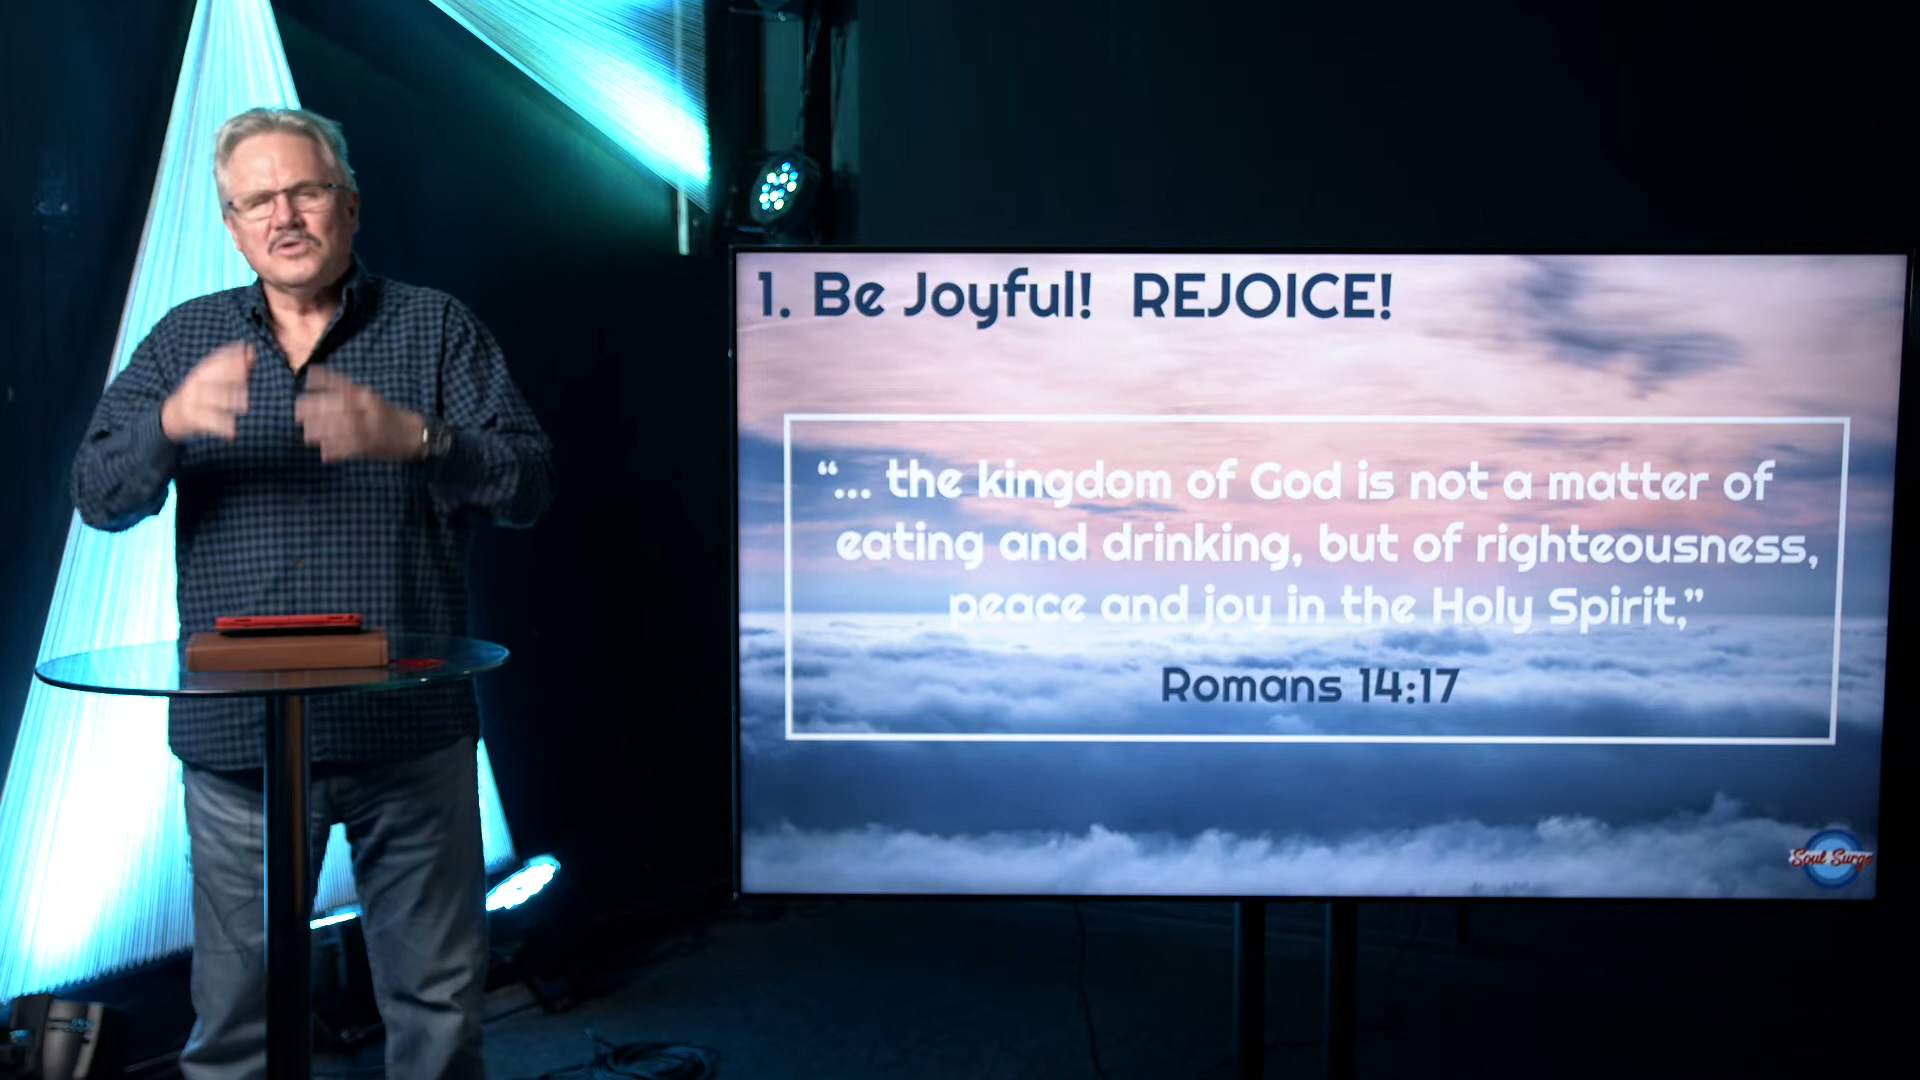 1. Be Joyful! REJOICE!
“... the kingdom of God is not a matter of
eating and drinking, but of righteousness,
peace and joy in the Holy Spirit,”
Romans 14:17
Soul Surge